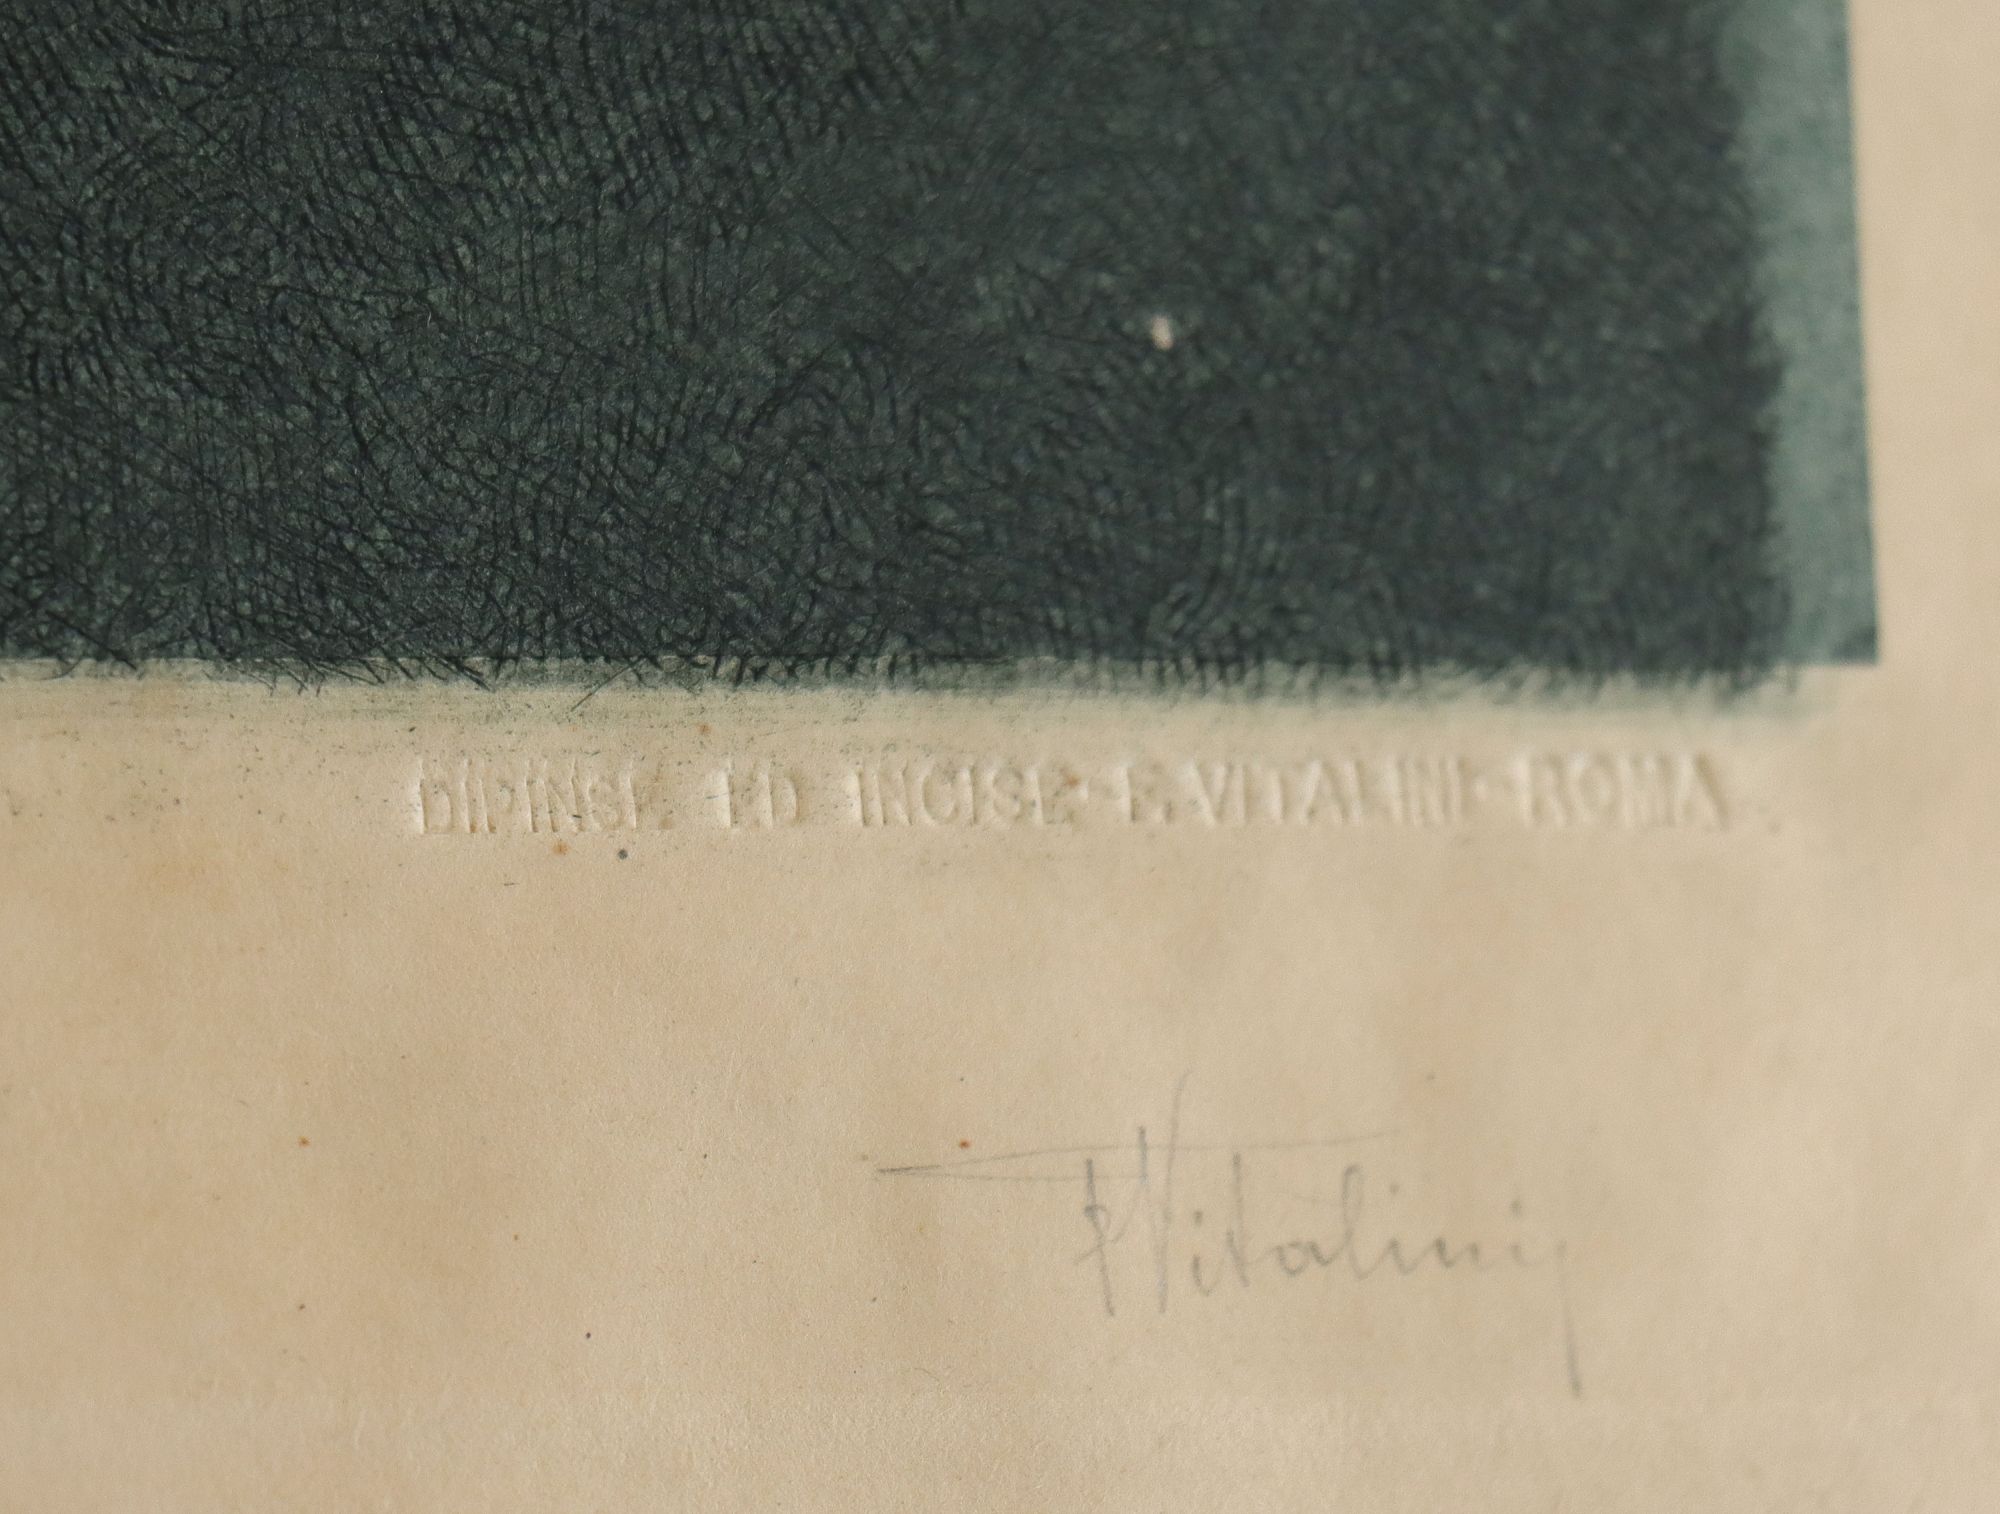 DIPINSE ED INCISE · F. VITALINI · ROMA
F Vitalini